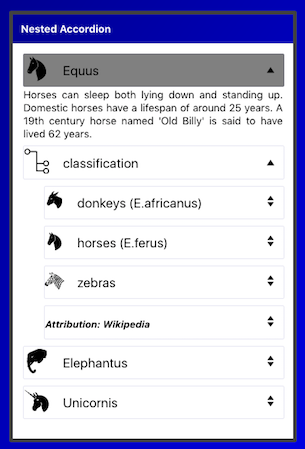 Nested Accordion
Equus
Horses can sleep both lying down and standing up.
Domestic horses have a lifespan of around 25 years. A
19th century horse named 'Old Billy' is said to have
lived 62 years.
classification
donkeys (E.africanus)
horses (E.ferus)
zebras
Attribution: Wikipedia
Elephantus
Unicornis